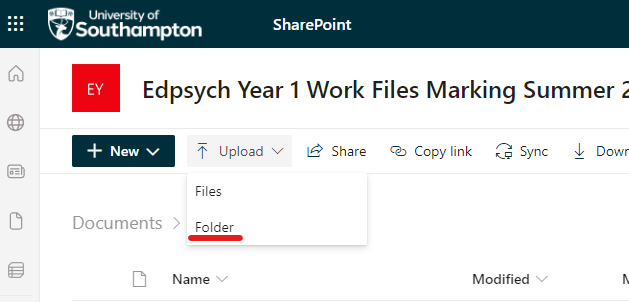 University of
Southampton
SharePoint
EY
Edpsych Year 1 Work Files Marking Summer 2
New
Upload
Share
Copy link
Sync
Down
Files
Folder
Documents
Name
Modified
M